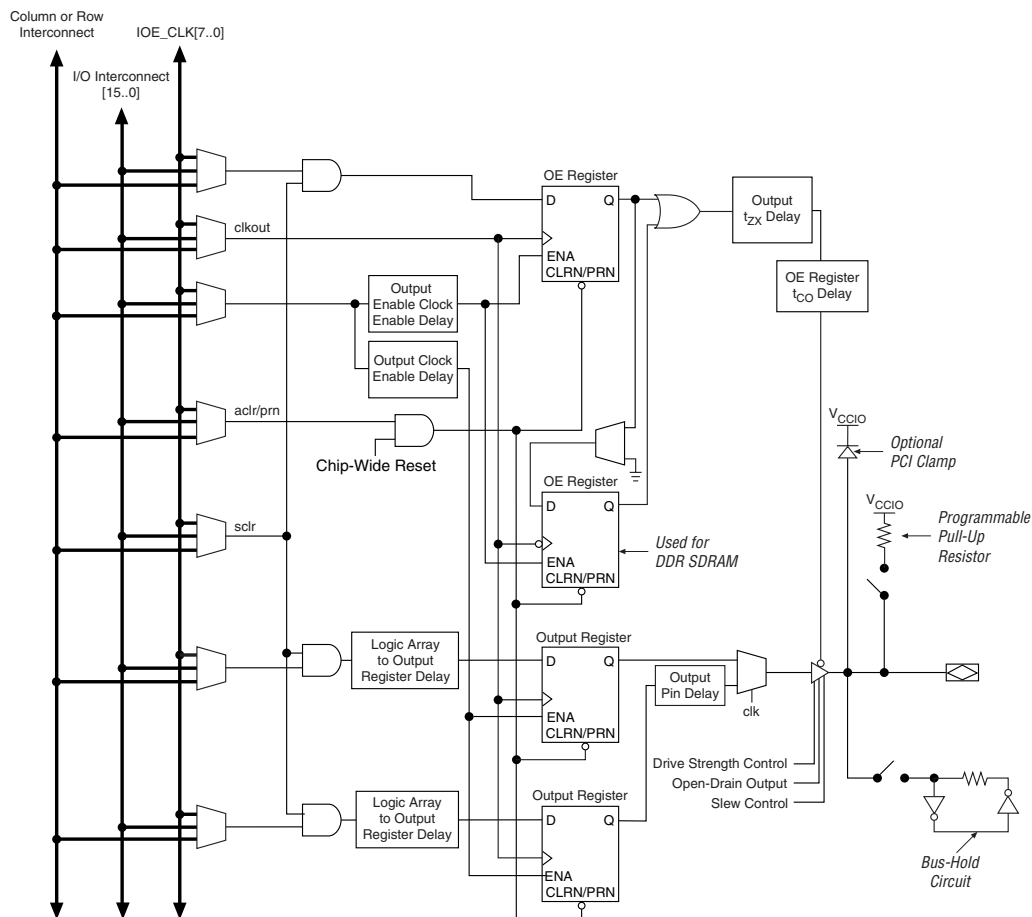 Column or Row
Interconnect
IOE_CLK[7..0]
I/O Interconnect
[15..0]
OE Register
D
Q
ENA
CLRN/PRN
Output
tZX Delay
OE Register
tCO Delay
clkout
Output
Enable Clock
Enable Delay
Output Clock
Enable Delay
aclr/prn
Chip-Wide Reset
VCCIO
Optional
PCI Clamp
OE Register
D
Q
ENA
CLRN/PRN
Used for
DDR SDRAM
VCCIO
Programmable
Pull-Up
Resistor
sclr
Logic Array
to Output
Register Delay
Output Register
D
Q
ENA
CLRN/PRN
Output
Pin Delay
clk
Drive Strength Control
Open-Drain Output
Slew Control
Logic Array
to Output
Register Delay
Output Register
D
Q
ENA
CLRN/PRN
Bus-Hold
Circuit